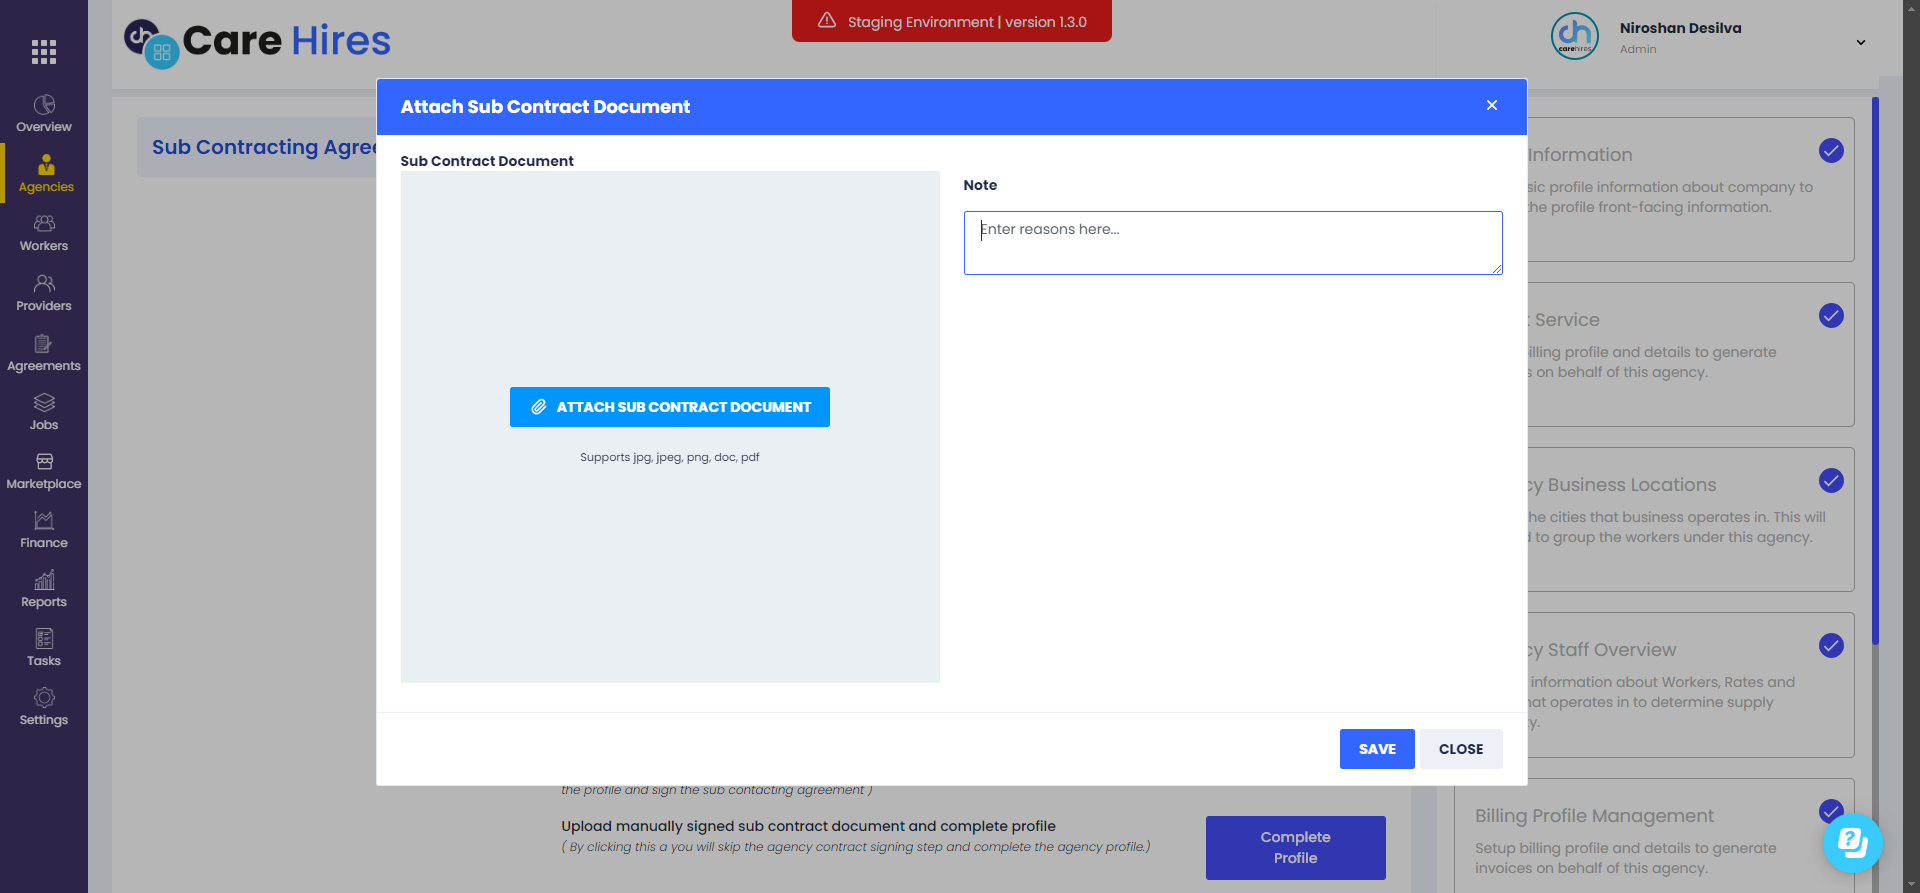 Care Hires
Staging Environment | version 1.3.0
Niroshan Desilva
Admin
Overview
Agencies
Workers
Providers
Agreements
Jobs
Marketplace
Finance
Reports
Tasks
Settings
Sub Contracting Agree
Attach Sub Contract Document
Sub Contract Document
ATTACH SUB CONTRACT DOCUMENT
Supports jpg, jpeg, png, doc, pdf
Note
Enter reasons here...
SAVE
CLOSE
the profile and sign the sub contacting agreement )
Upload manually signed sub contract document and complete profile
( By clicking this a you will skip the agency contract signing step and complete the agency profile.)
Complete
Profile
Information
sic profile information about company to
he profile front-facing information.
Service
illing profile and details to generate
s on behalf of this agency.
cy Business Locations
he cities that business operates in. This will
d to group the workers under this agency.
cy Staff Overview
information about Workers, Rates and
hat operates in to determine supply
y.
Billing Profile Management
Setup billing profile and details to generate
invoices on behalf of this agency.